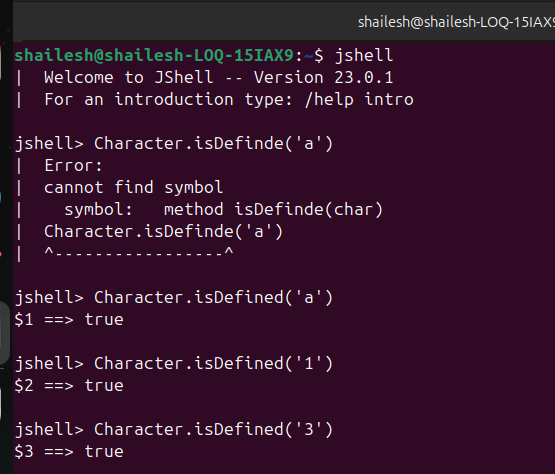 shailesh@shailesh-LOQ-15IAX9
shailesh@shailesh-LOQ-15IAX9:~$ jshell
|  Welcome to JShell -- Version 23.0.1
|  For an introduction type: /help intro
jshell> Character.isDefinde('a')
|  Error:
|  cannot find symbol
|    symbol:   method isDefinde(char)
|  Character.isDefinde('a')
|  ^-----------------^
jshell> Character.isDefined('a')
$1 ==> true
jshell> Character.isDefined('1')
$2 ==> true
jshell> Character.isDefined('3')
$3 ==> true